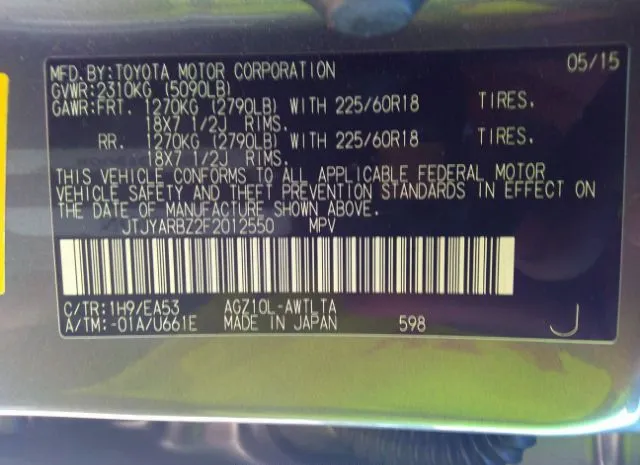 MFD.BY:TOYOTA MOTOR CORPORATION 05/15
GVWR:2310KG (5090LB)
GAWR:FRT. 1270KG (2790LB) WITH 225/60R18 TIRES.
18X7 1/2J RIMS.
RR. 1270KG (2790LB) WITH 225/60R18 TIRES.
18X7 1/2J RIMS.
THIS VEHICLE CONFORMS TO ALL APPLICABLE FEDERAL MOTOR
VEHICLE SAFETY AND THEFT PREVENTION STANDARDS IN EFFECT ON
THE DATE OF MANUFACTURE SHOWN ABOVE.
JTJYARBZ2F2012550 MPV
C/TR:1H9/EA53 AGZ10L-AWTLTA
A/TM:-01A/U661E MADE IN JAPAN 598 J